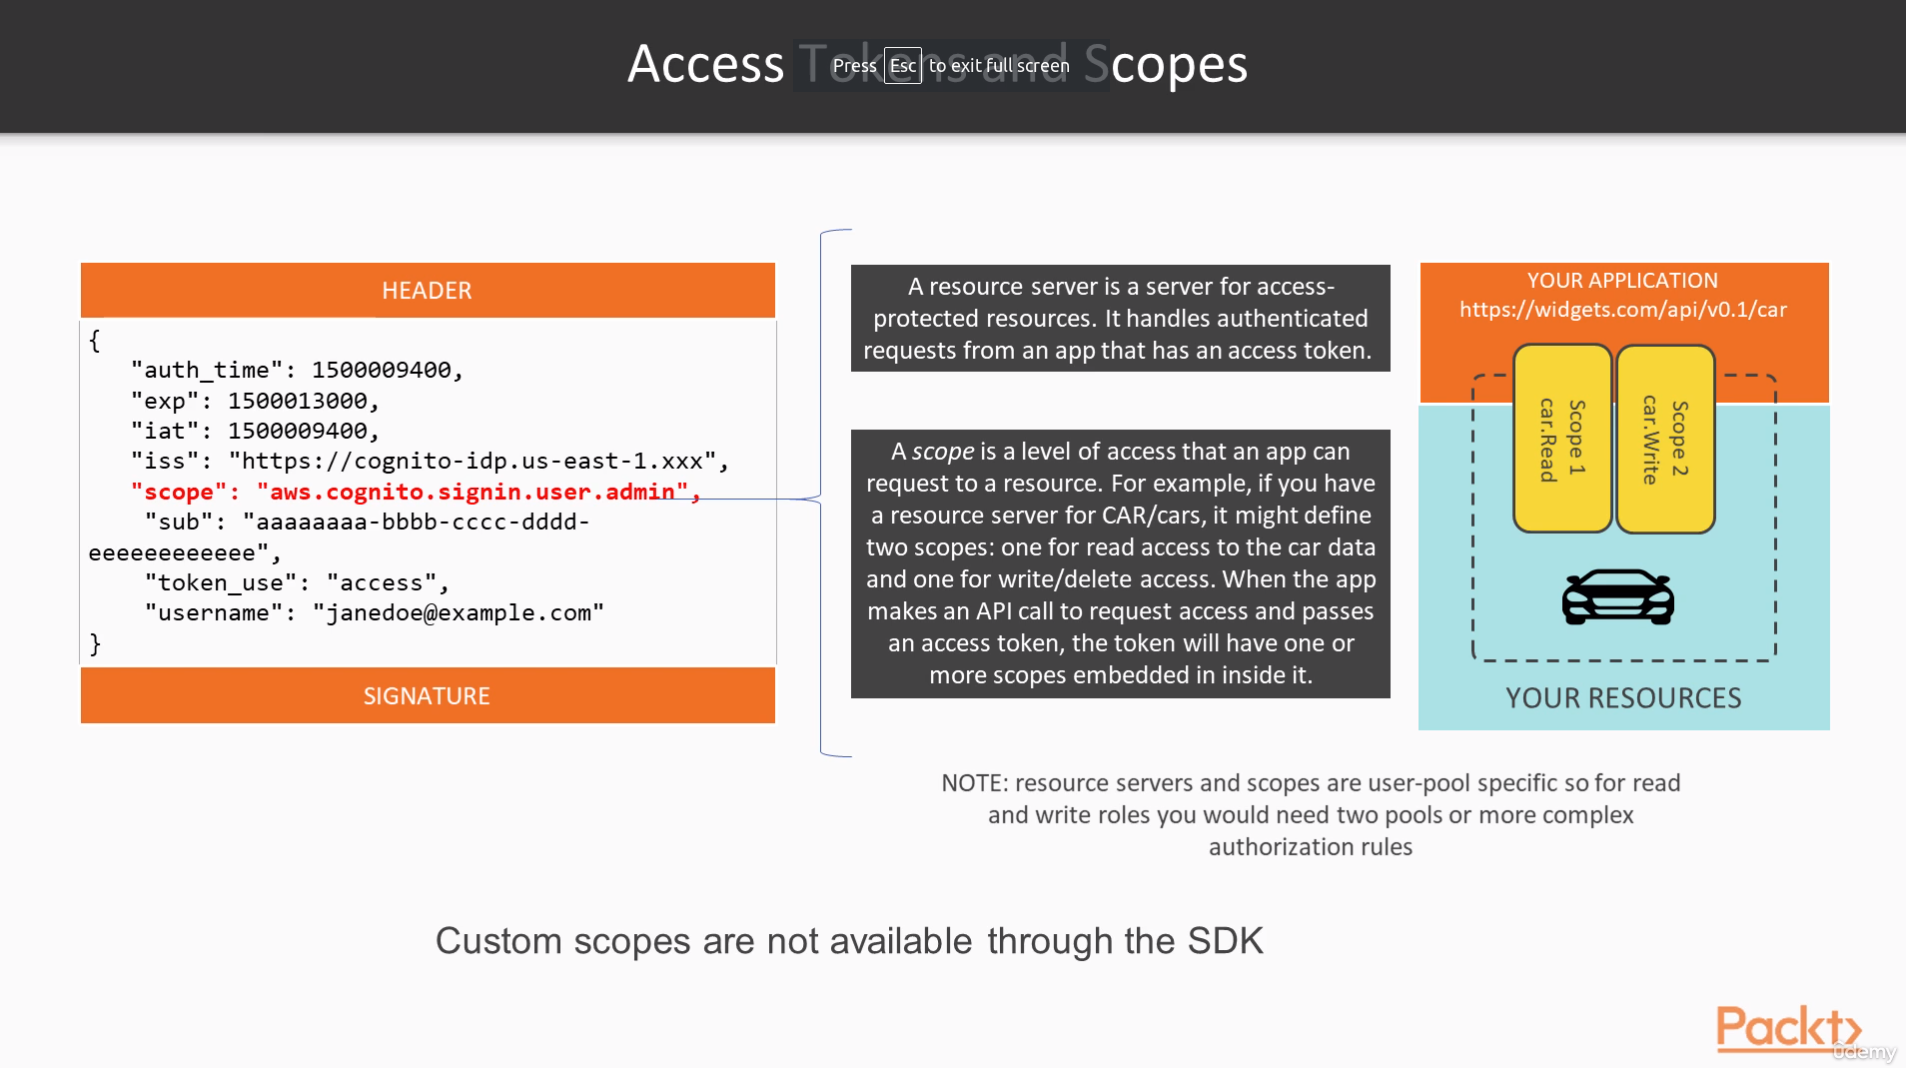 Access Tokens and Scopes
Press Esc to exit full screen
HEADER
{
"auth_time": 1500009400,
"exp": 1500013000,
"iat": 1500009400,
"iss": "https://cognito-idp.us-east-1.xxx",
"scope": "aws.cognito.signin.user.admin",
"sub": "aaaaaaaa-bbbb-cccc-dddd-
eeeeeeeeeeee",
"token_use": "access",
"username": "janedoe@example.com"
}
SIGNATURE
A resource server is a server for access-
protected resources. It handles authenticated
requests from an app that has an access token.
A scope is a level of access that an app can
request to a resource. For example, if you have
a resource server for CAR/cars, it might define
two scopes: one for read access to the car data
and one for write/delete access. When the app
makes an API call to request access and passes
an access token, the token will have one or
more scopes embedded in inside it.
YOUR APPLICATION
https://widgets.com/api/v0.1/car
Scope 1
car.Read
Scope 2
car.Write
YOUR RESOURCES
NOTE: resource servers and scopes are user-pool specific so for read
and write roles you would need two pools or more complex
authorization rules
Custom scopes are not available through the SDK
Packt
ûdemy